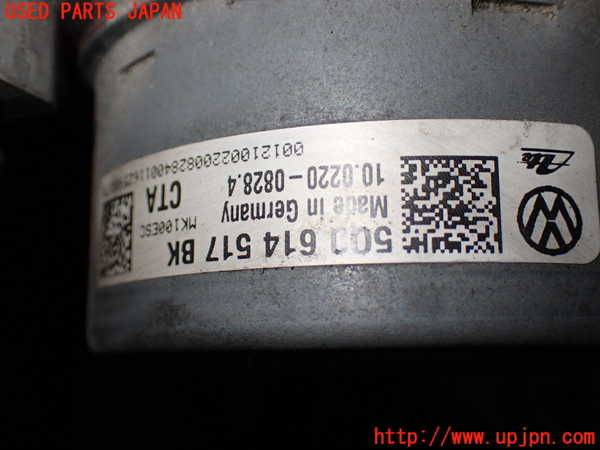 USED PARTS JAPAN
5Q0 614 517 BK
Made in Germany
MK100ESC
10.0220-0828.4
CTA
Ate
http://www.upjpn.com/